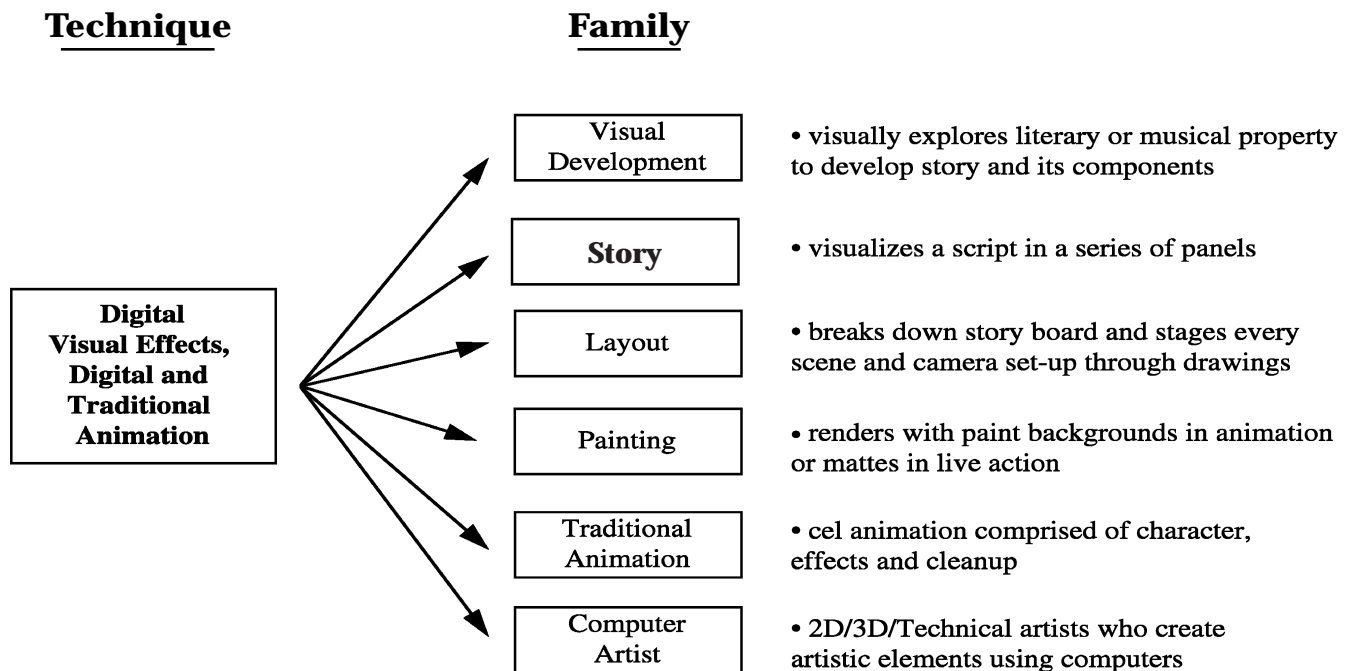 Technique
Family
Digital
Visual Effects,
Digital and
Traditional
Animation
Visual
Development
• visually explores literary or musical property
to develop story and its components
Story
• visualizes a script in a series of panels
Layout
• breaks down story board and stages every
scene and camera set-up through drawings
Painting
• renders with paint backgrounds in animation
or mattes in live action
Traditional
Animation
• cel animation comprised of character,
effects and cleanup
Computer
Artist
• 2D/3D/Technical artists who create
artistic elements using computers